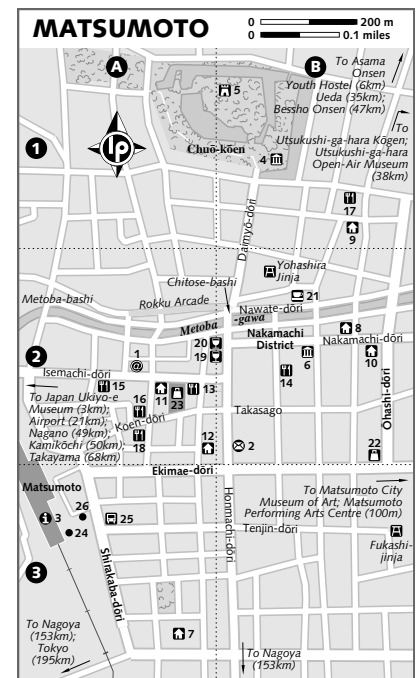 MATSUMOTO
0 200 m
0 0.1 miles
A
B
To Asama
Onsen
Youth Hostel (6km)
Ueda (35km);
Bessho Onsen (47km)
5
1
lp
Chūō-kōen
4
To
Utsukushi-ga-hara Kōgen;
Utsukushi-ga-hara
Open-Air Museum
(38km)
17
9
Daimyō-dōri
Yohashira
Jinja
Chitose-bashi
Metoba-bashi
Rokku Arcade
21
Nawate-dōri
Metoba
-gawa
Nakamachi
District
8
Nakamachi-dōri
20
19
1
@
2
6
10
Isemachi-dōri
15
14
13
16
11
23
To Japan Ukiyo-e
Museum (3km);
Airport (21km);
Nagano (49km);
Kamikōchi (50km);
Takayama (68km)
Koen-dōri
18
Takasago
12
2
22
Ōhashi-dōri
Ekimae-dōri
Matsumoto
26
3
25
24
To Matsumoto City
Museum of Art; Matsumoto
Performing Arts Centre (100m)
Honmachi-dōri
Tenjin-dōri
Fukashi-
jinja
3
Shirakaba-dōri
7
To Nagoya
(153km);
Tokyo
(195km)
To Nagoya
(153km)